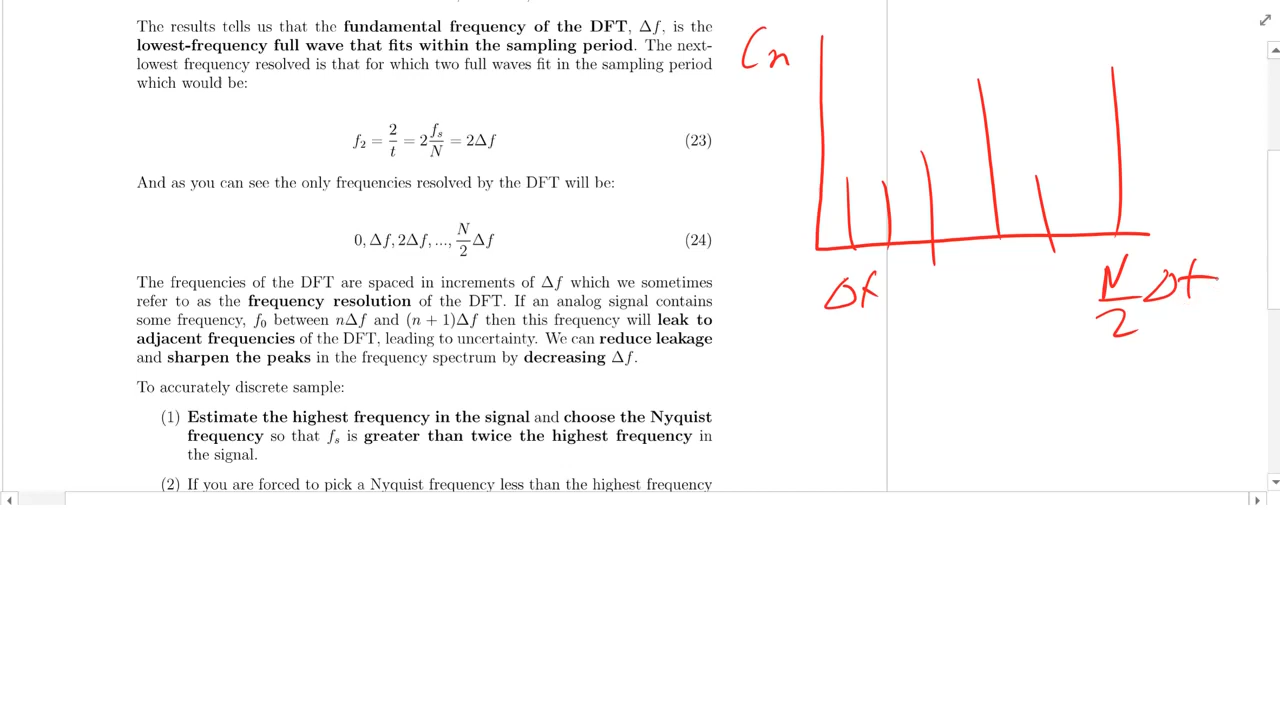 The results tells us that the fundamental frequency of the DFT, Δf, is the
lowest-frequency full wave that fits within the sampling period. The next-
lowest frequency resolved is that for which two full waves fit in the sampling period
which would be:
f₂ = 2/t = 2 fₛ/N = 2Δf (23)
And as you can see the only frequencies resolved by the DFT will be:
0, Δf, 2Δf, ..., N/2 Δf (24)
The frequencies of the DFT are spaced in increments of Δf which we sometimes
refer to as the frequency resolution of the DFT. If an analog signal contains
some frequency, f₀ between nΔf and (n + 1)Δf then this frequency will leak to
adjacent frequencies of the DFT, leading to uncertainty. We can reduce leakage
and sharpen the peaks in the frequency spectrum by decreasing Δf.
To accurately discrete sample:
(1) Estimate the highest frequency in the signal and choose the Nyquist
frequency so that fₛ is greater than twice the highest frequency in
the signal.
(2) If you are forced to pick a Nyquist frequency less than the highest frequency
Cn
Δf
N/2 Δf